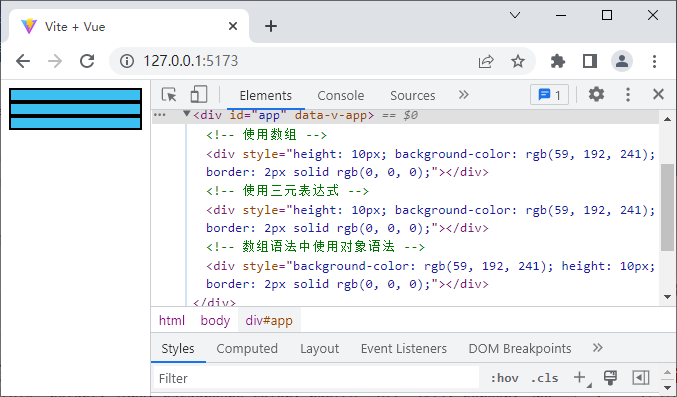 Vite + Vue
127.0.0.1:5173
Elements Console Sources 1
<div id="app" data-v-app> == $0
<!-- 使用数组 -->
<div style="height: 10px; background-color: rgb(59, 192, 241);
border: 2px solid rgb(0, 0, 0);"></div>
<!-- 使用三元表达式 -->
<div style="height: 10px; background-color: rgb(59, 192, 241);
border: 2px solid rgb(0, 0, 0);"></div>
<!-- 数组语法中使用对象语法 -->
<div style="background-color: rgb(59, 192, 241); height: 10px;
border: 2px solid rgb(0, 0, 0);"></div>
</div>
html body div#app
Styles Computed Layout Event Listeners DOM Breakpoints
Filter :hov .cls